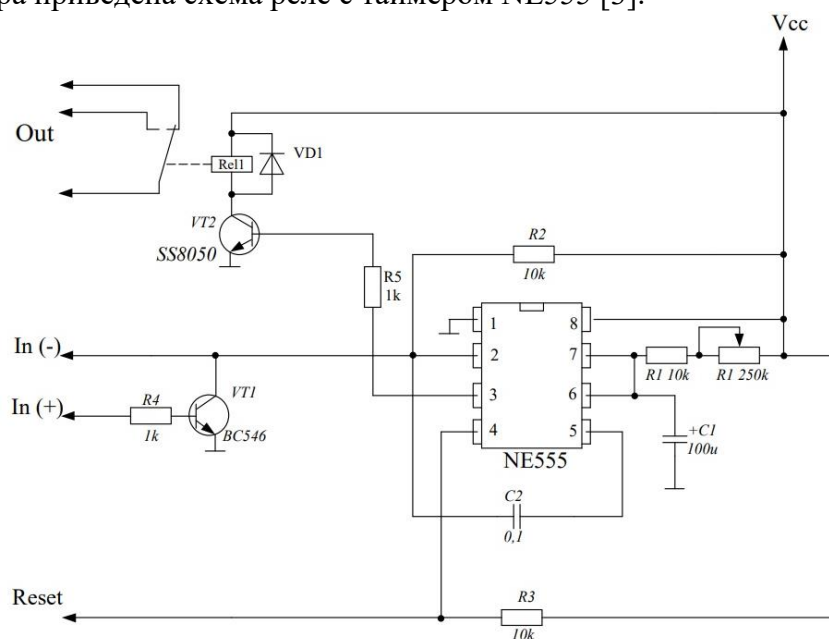 ра приведена схема реле с таймером NE555 [3].
Vcc
Out
Rel1
VD1
VT2
SS8050
R2
10k
R5
1k
1 8
In (-)
2 7
R1 10k R1 250k
In (+)
R4
1k
VT1
BC546
3 6
4 5
+C1
100u
NE555
C2
0,1
Reset
R3
10k